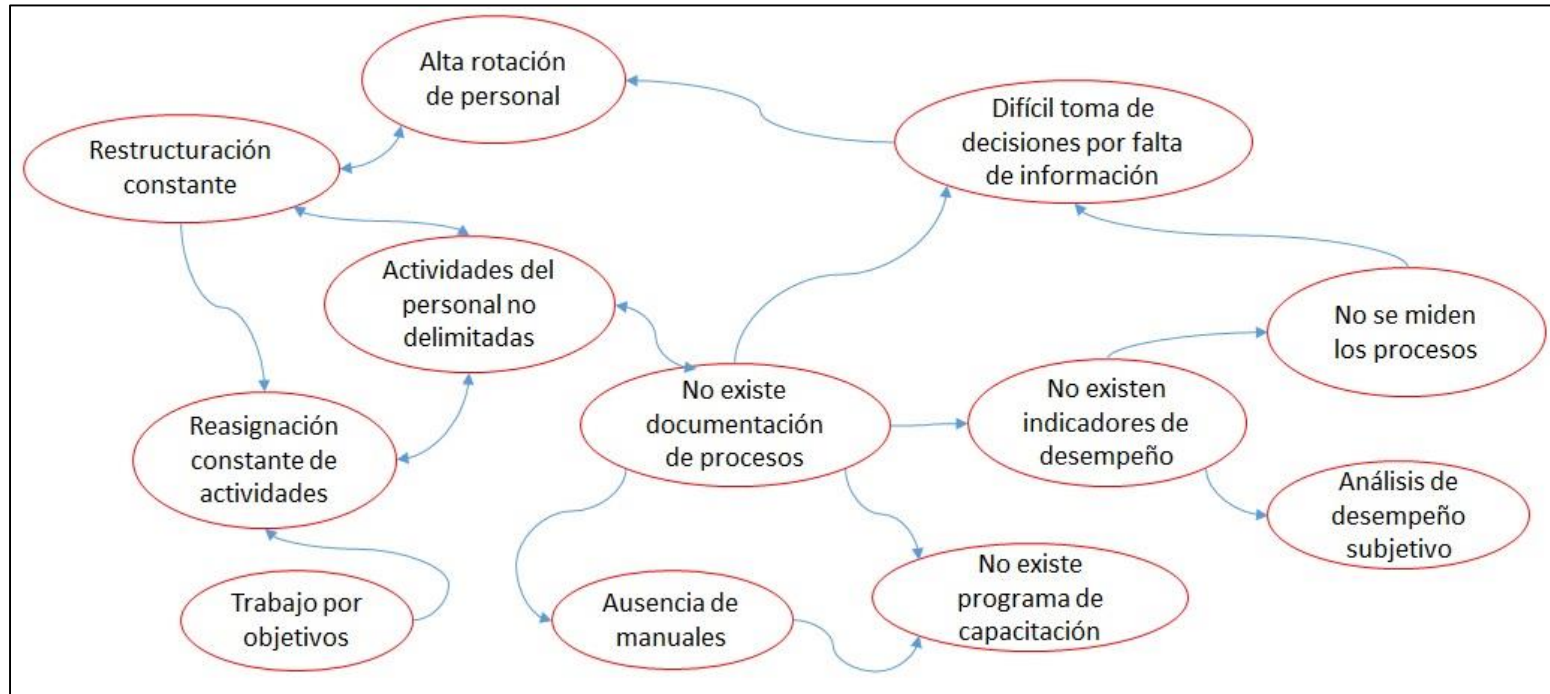 Alta rotación
de personal
Restructuración
constante
Difícil toma de
decisiones por falta
de información
Actividades del
personal no
delimitadas
No se miden
los procesos
No existe
documentación
de procesos
No existen
indicadores de
desempeño
Reasignación
constante de
actividades
Análisis de
desempeño
subjetivo
Trabajo por
objetivos
Ausencia de
manuales
No existe
programa de
capacitación